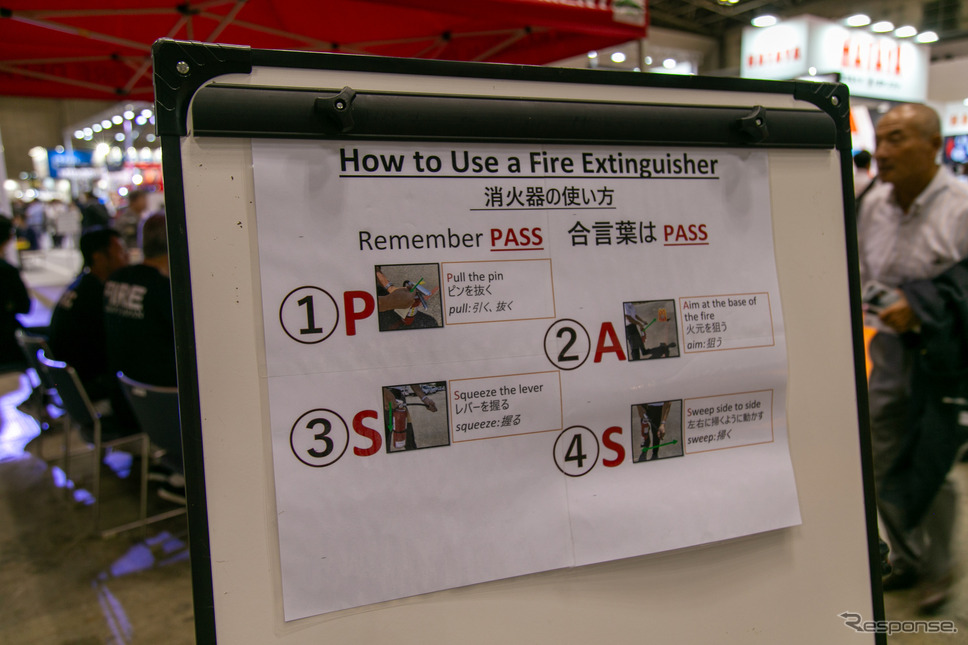 How to Use a Fire Extinguisher
消火器の使い方
Remember PASS
合言葉は PASS
① P
Pull the pin
ピンを抜く
pull:引く、抜く
② A
Aim at the base of
the fire
火元を狙う
aim:狙う
③ S
Squeeze the lever
レバーを握る
squeeze:握る
④ S
Sweep side to side
左右に掃くように動かす
sweep:掃く
FIRE
Response.